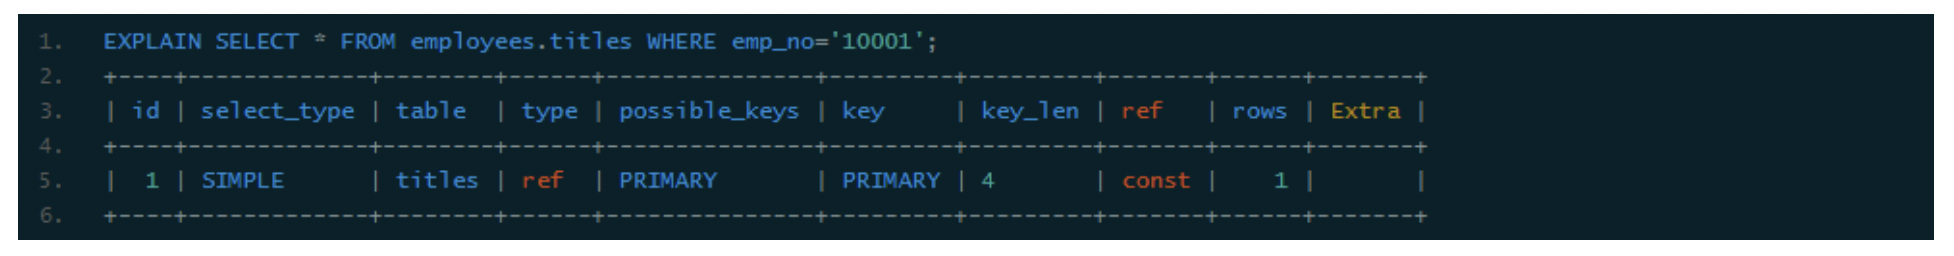 1. EXPLAIN SELECT * FROM employees.titles WHERE emp_no='10001';
2. +----+-------------+--------+------+---------------+---------+---------+-------+------+-------+
3. | id | select_type | table  | type | possible_keys | key     | key_len | ref   | rows | Extra |
4. +----+-------------+--------+------+---------------+---------+---------+-------+------+-------+
5. |  1 | SIMPLE      | titles | ref  | PRIMARY       | PRIMARY | 4       | const |    1 |       |
6. +----+-------------+--------+------+---------------+---------+---------+-------+------+-------+